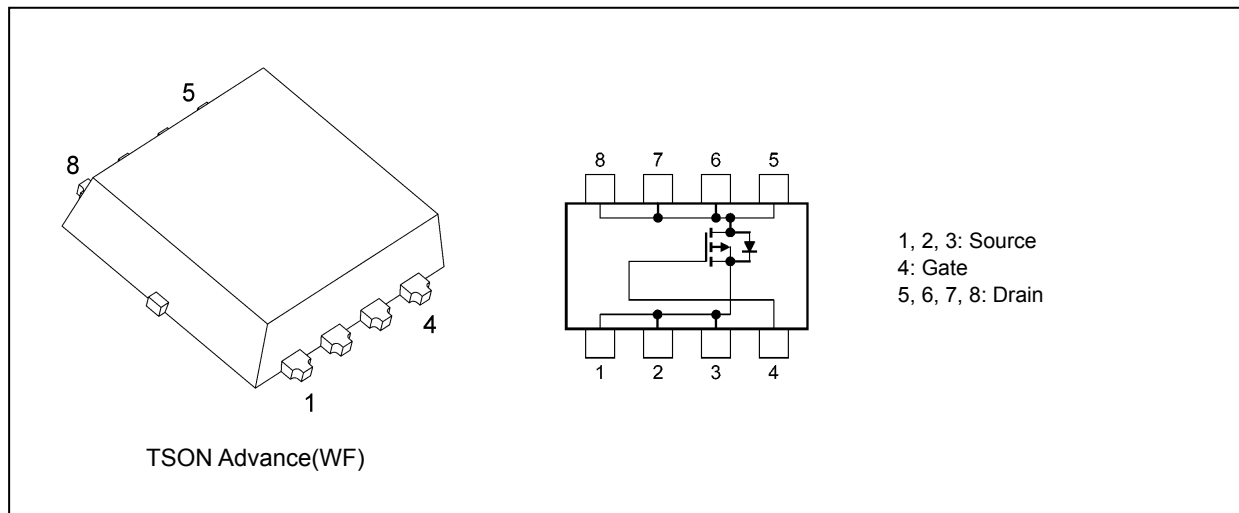 5
8
4
1
TSON Advance(WF)
8 7 6 5
1 2 3 4
1, 2, 3: Source
4: Gate
5, 6, 7, 8: Drain